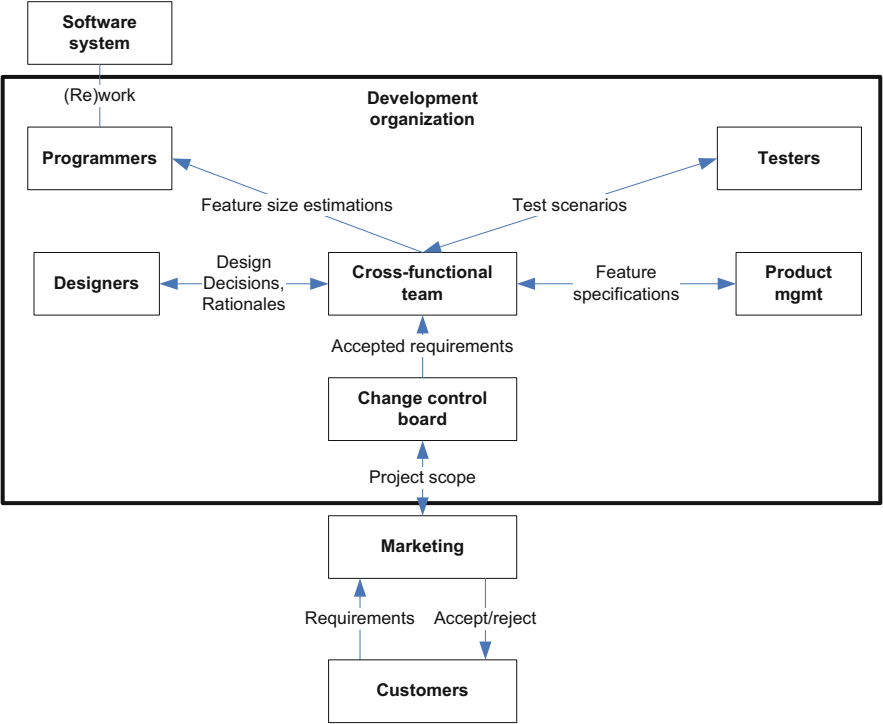 Software
system
(Re)work
Development
organization
Programmers
Testers
Feature size estimations
Test scenarios
Designers
Design
Decisions,
Rationales
Cross-functional
team
Feature
specifications
Product
mgmt
Accepted requirements
Change control
board
Project scope
Marketing
Requirements
Accept/reject
Customers